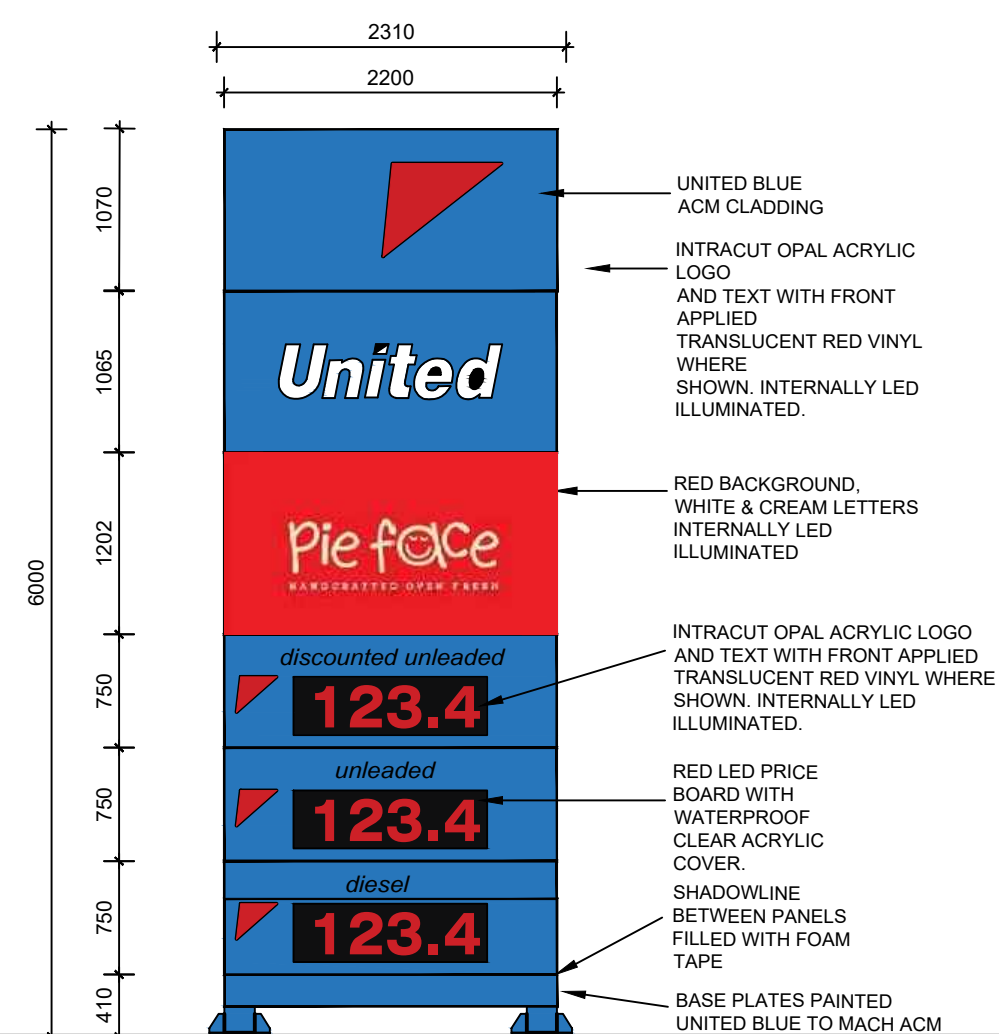 2310
2200
1070
UNITED BLUE
ACM CLADDING
INTRACUT OPAL ACRYLIC
LOGO
AND TEXT WITH FRONT
APPLIED
TRANSLUCENT RED VINYL
WHERE
SHOWN. INTERNALLY LED
ILLUMINATED.
1065
United
1202
Pie face
HANDCRAFTED OVEN FRESH
RED BACKGROUND,
WHITE & CREAM LETTERS
INTERNALLY LED
ILLUMINATED
6000
750
discounted unleaded
123.4
INTRACUT OPAL ACRYLIC LOGO
AND TEXT WITH FRONT APPLIED
TRANSLUCENT RED VINYL WHERE
SHOWN. INTERNALLY LED
ILLUMINATED.
750
unleaded
123.4
RED LED PRICE
BOARD WITH
WATERPROOF
CLEAR ACRYLIC
COVER.
750
diesel
123.4
SHADOWLINE
BETWEEN PANELS
FILLED WITH FOAM
TAPE
410
BASE PLATES PAINTED
UNITED BLUE TO MACH ACM